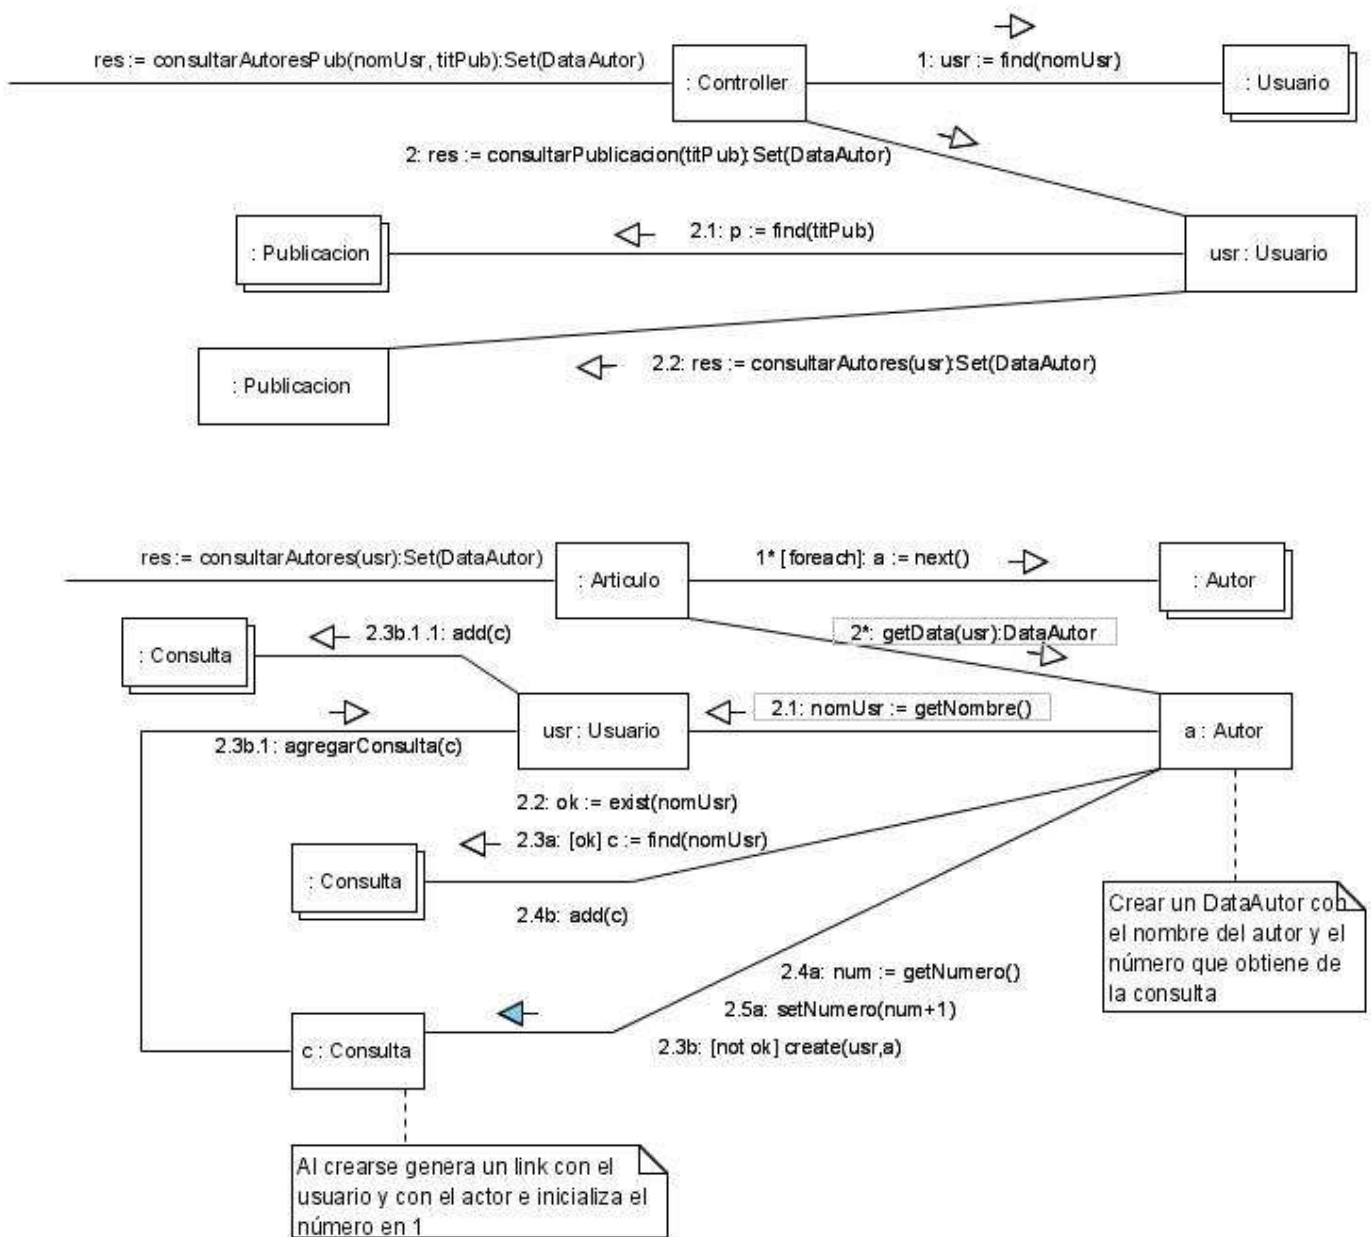 res := consultarAutoresPub(nomUsr, titPub):Set(DataAutor)
: Controller
1: usr := find(nomUsr)
: Usuario
2: res := consultarPublicacion(titPub):Set(DataAutor)
: Publicacion
2.1: p := find(titPub)
usr : Usuario
: Publicacion
2.2: res := consultarAutores(usr):Set(DataAutor)
res := consultarAutores(usr):Set(DataAutor)
: Articulo
1* [foreach]: a := next()
: Autor
: Consulta
2.3b.1.1: add(c)
2*: getData(usr):DataAutor
2.3b.1: agregarConsulta(c)
usr : Usuario
2.1: nomUsr := getNombre()
a : Autor
2.2: ok := exist(nomUsr)
2.3a: [ok] c := find(nomUsr)
: Consulta
2.4b: add(c)
Crear un DataAutor con
el nombre del autor y el
número que obtiene de
la consulta
2.4a: num := getNumero()
2.5a: setNumero(num+1)
2.3b: [not ok] create(usr,a)
c : Consulta
Al crearse genera un link con el
usuario y con el actor e inicializa el
número en 1